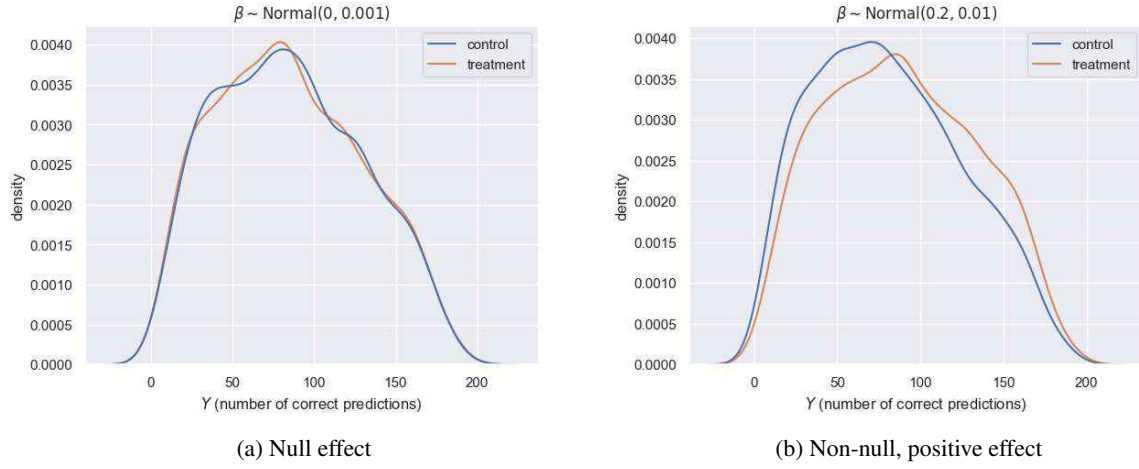 β ~ Normal(0, 0.001)
0.0040
0.0035
0.0030
0.0025
0.0020
0.0015
0.0010
0.0005
0.0000
density
control
treatment
0 50 100 150 200
Y (number of correct predictions)
(a) Null effect
β ~ Normal(0.2, 0.01)
0.0040
0.0035
0.0030
0.0025
0.0020
0.0015
0.0010
0.0005
0.0000
density
control
treatment
0 50 100 150 200
Y (number of correct predictions)
(b) Non-null, positive effect